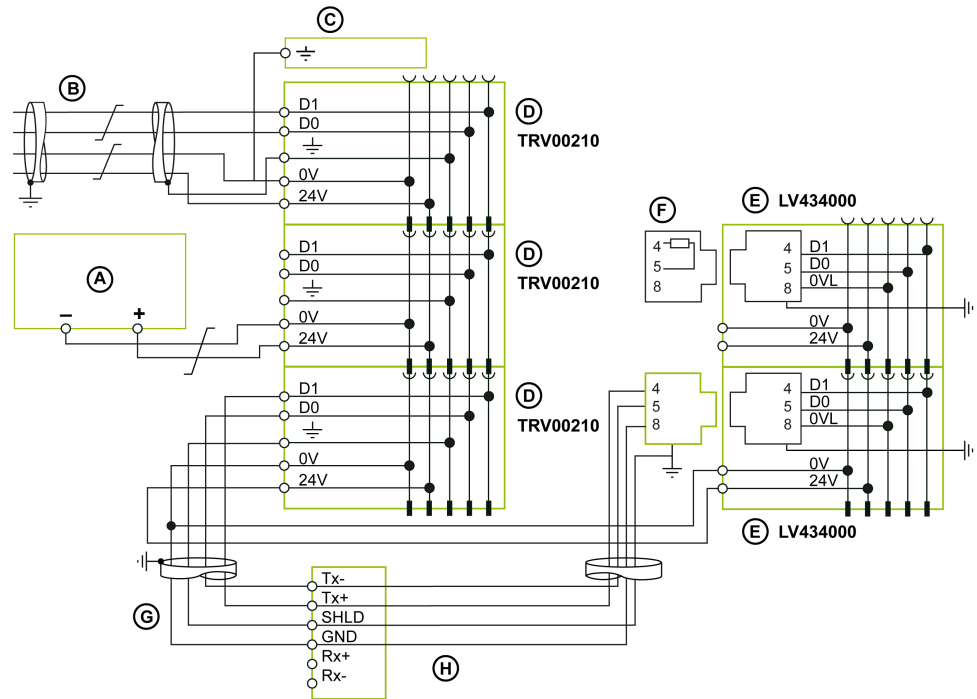 C
B
D1
D0
0V
24V
D
TRV00210
A
−
+
D1
D0
0V
24V
D
TRV00210
D1
D0
0V
24V
D
TRV00210
E LV434000
F
4
5
8
4
5
8
D1
D0
0VL
0V
24V
4
5
8
4
5
8
D1
D0
0VL
0V
24V
E LV434000
G
Tx-
Tx+
SHLD
GND
Rx+
Rx-
H